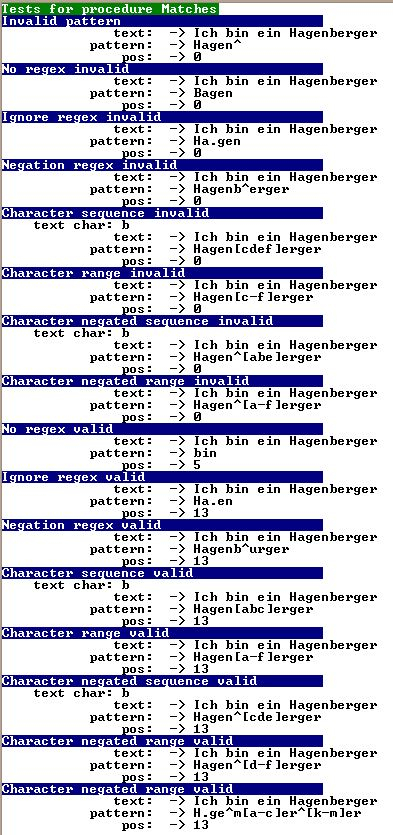 Tests for procedure Matches
Invalid pattern
text: -> Ich bin ein Hagenberger
pattern: -> Hagen^
pos: -> 0
No regex invalid
text: -> Ich bin ein Hagenberger
pattern: -> Bagen
pos: -> 0
Ignore regex invalid
text: -> Ich bin ein Hagenberger
pattern: -> Ha.gen
pos: -> 0
Negation regex invalid
text: -> Ich bin ein Hagenberger
pattern: -> Hagenb^erger
pos: -> 0
Character sequence invalid
text char: b
text: -> Ich bin ein Hagenberger
pattern: -> Hagen[cdef]erger
pos: -> 0
Character range invalid
text: -> Ich bin ein Hagenberger
pattern: -> Hagen[c-f]erger
pos: -> 0
Character negated sequence invalid
text char: b
text: -> Ich bin ein Hagenberger
pattern: -> Hagen^[abe]erger
pos: -> 0
Character negated range invalid
text: -> Ich bin ein Hagenberger
pattern: -> Hagen^[a-f]erger
pos: -> 0
No regex valid
text: -> Ich bin ein Hagenberger
pattern: -> bin
pos: -> 5
Ignore regex valid
text: -> Ich bin ein Hagenberger
pattern: -> Ha.en
pos: -> 13
Negation regex valid
text: -> Ich bin ein Hagenberger
pattern: -> Hagenb^urger
pos: -> 13
Character sequence valid
text char: b
text: -> Ich bin ein Hagenberger
pattern: -> Hagen[abc]erger
pos: -> 13
Character range valid
text: -> Ich bin ein Hagenberger
pattern: -> Hagen[a-f]erger
pos: -> 13
Character negated sequence valid
text char: b
text: -> Ich bin ein Hagenberger
pattern: -> Hagen^[cde]erger
pos: -> 13
Character negated range valid
text: -> Ich bin ein Hagenberger
pattern: -> Hagen^[d-f]erger
pos: -> 13
Character negated range valid
text: -> Ich bin ein Hagenberger
pattern: -> H.ge^m[a-c]er^[k-m]er
pos: -> 13